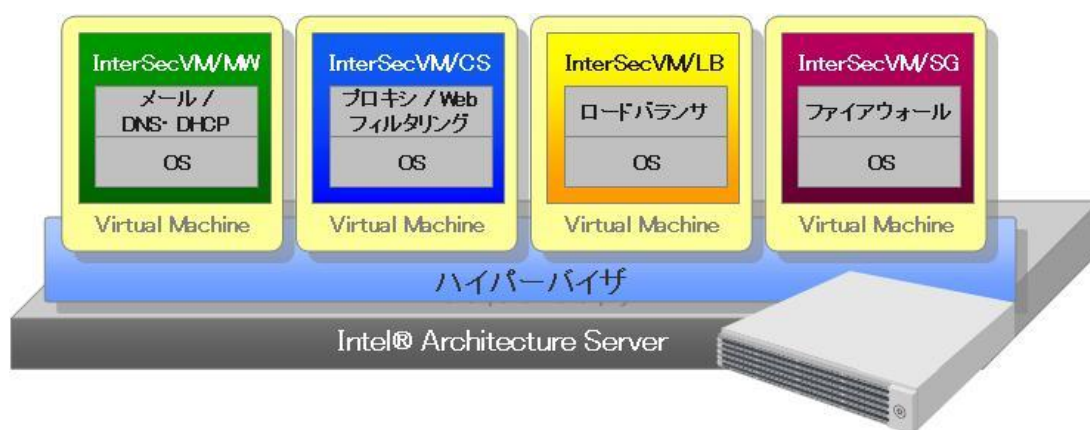 InterSecVM/MW
メール /
DNS・DHCP
OS
Virtual Machine
InterSecVM/CS
プロキシ / Web
フィルタリング
OS
Virtual Machine
InterSecVM/LB
ロードバランサ
OS
Virtual Machine
InterSecVM/SG
ファイアウォール
OS
Virtual Machine
ハイパーバイザ
Intel® Architecture Server